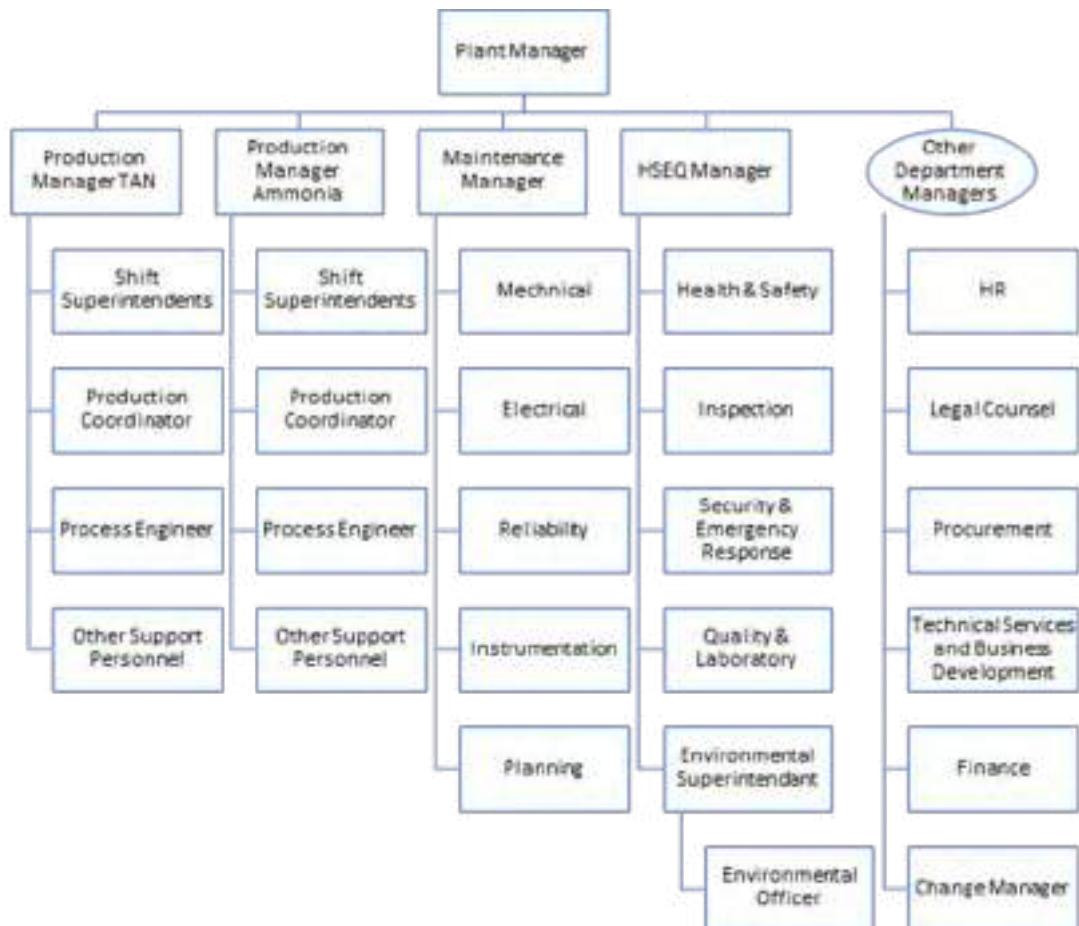 Plant Manager
Production
Manager TAN
Production
Manager
Ammonia
Maintenance
Manager
HSEQ Manager
Other
Department
Managers
Shift
Superintendents
Shift
Superintendents
Mechnical
Health & Safety
HR
Production
Coordinator
Production
Coordinator
Electrical
Inspection
Legal Counsel
Process Engineer
Process Engineer
Reliability
Security &
Emergency
Response
Procurement
Other Support
Personnel
Other Support
Personnel
Instrumentation
Quality &
Laboratory
Technical Services
and Business
Development
Planning
Environmental
Superintendant
Finance
Environmental
Officer
Change Manager